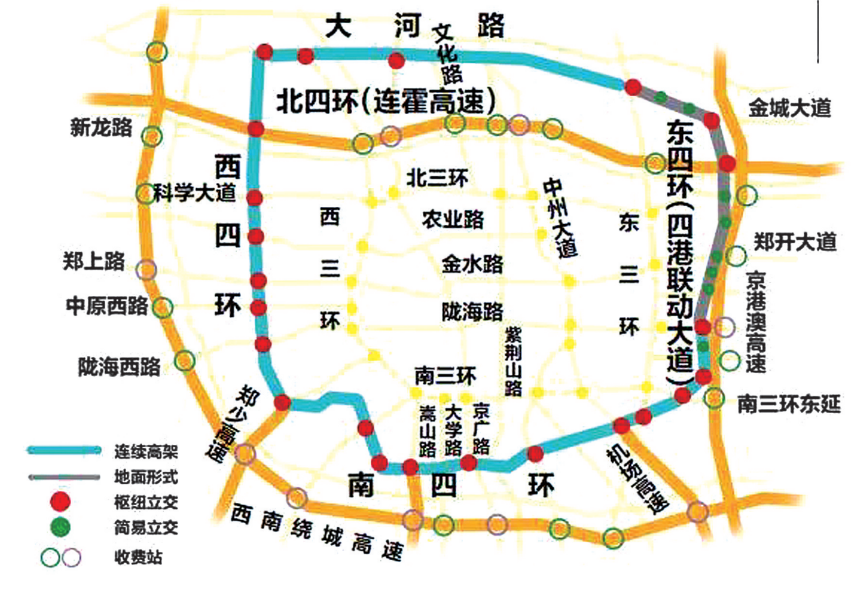 大河路
文化路
北四环(连霍高速)
金城大道
新龙路
东四环(四港联动大道)
科学大道
西四环
北三环
中州大道
农业路
西三环
东三环
郑开大道
金水路
郑上路
京港澳高速
中原西路
陇海路
紫荆山路
陇海西路
南三环
南三环东延
郑少高速
嵩山路
大学路
京广路
机场高速
南四环
西南绕城高速
连续高架
地面形式
枢纽立交
简易立交
收费站